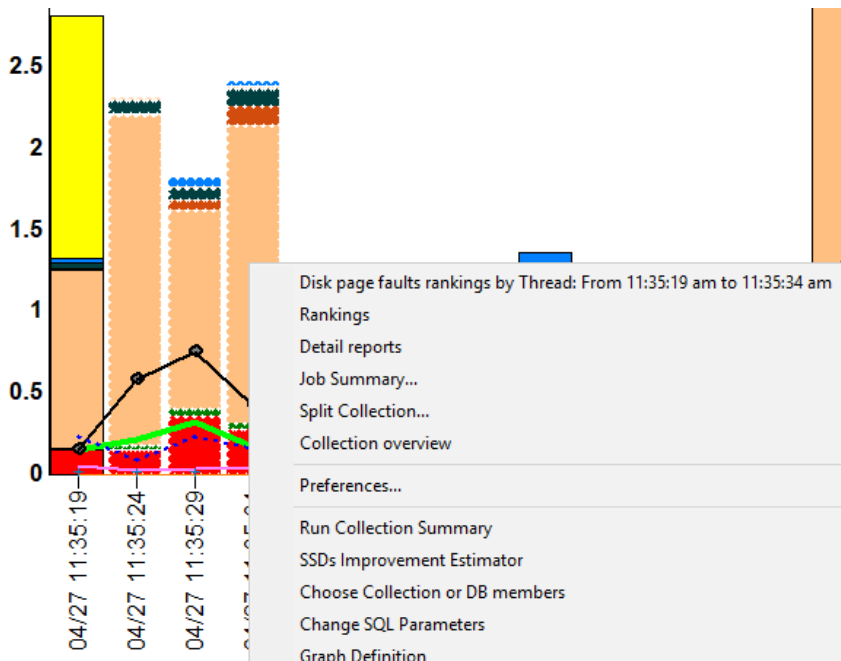 2.5
2
1.5
1
0.5
0
04/27 11:35:19
04/27 11:35:24
04/27 11:35:29
Disk page faults rankings by Thread: From 11:35:19 am to 11:35:34 am
Rankings
Detail reports
Job Summary...
Split Collection...
Collection overview
Preferences...
Run Collection Summary
SSDs Improvement Estimator
Choose Collection or DB members
Change SQL Parameters
Graph Definition